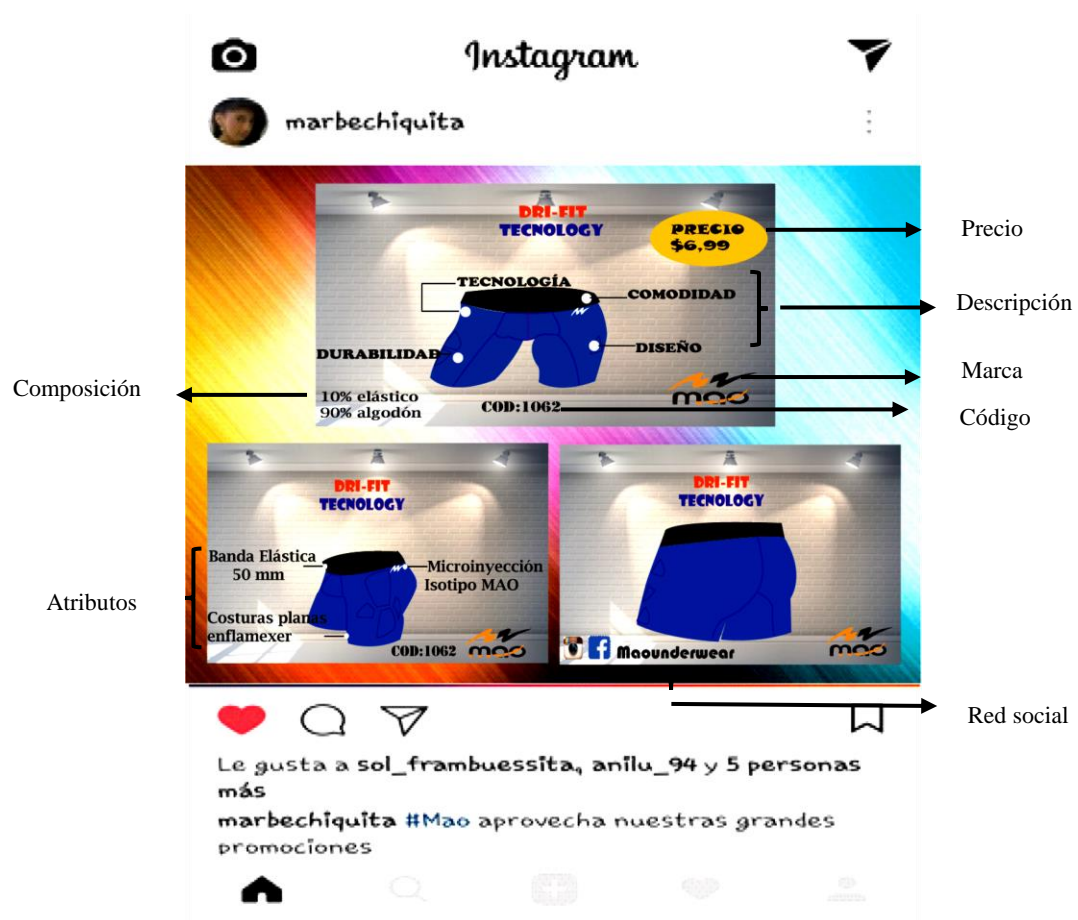 Instagram
marbechiquita
DRI-FIT
TECNOLOGY
PRECIO
$6,99
Precio
TECNOLOGÍA
COMODIDAD
Descripción
DURABILIDAD
DISEÑO
Marca
Composición
10% elástico
90% algodón
COD:1062
mao
Código
DRI-FIT
TECNOLOGY
Banda Elástica
50 mm
Microinyección
Isotipo MAO
Atributos
Costuras planas
enflamexer
COD:1062
mao
DRI-FIT
TECNOLOGY
Maounderwear
mao
Red social
Le gusta a sol_frambuessita, anilu_94 y 5 personas
más
marbechiquita #Mao aprovecha nuestras grandes
promociones